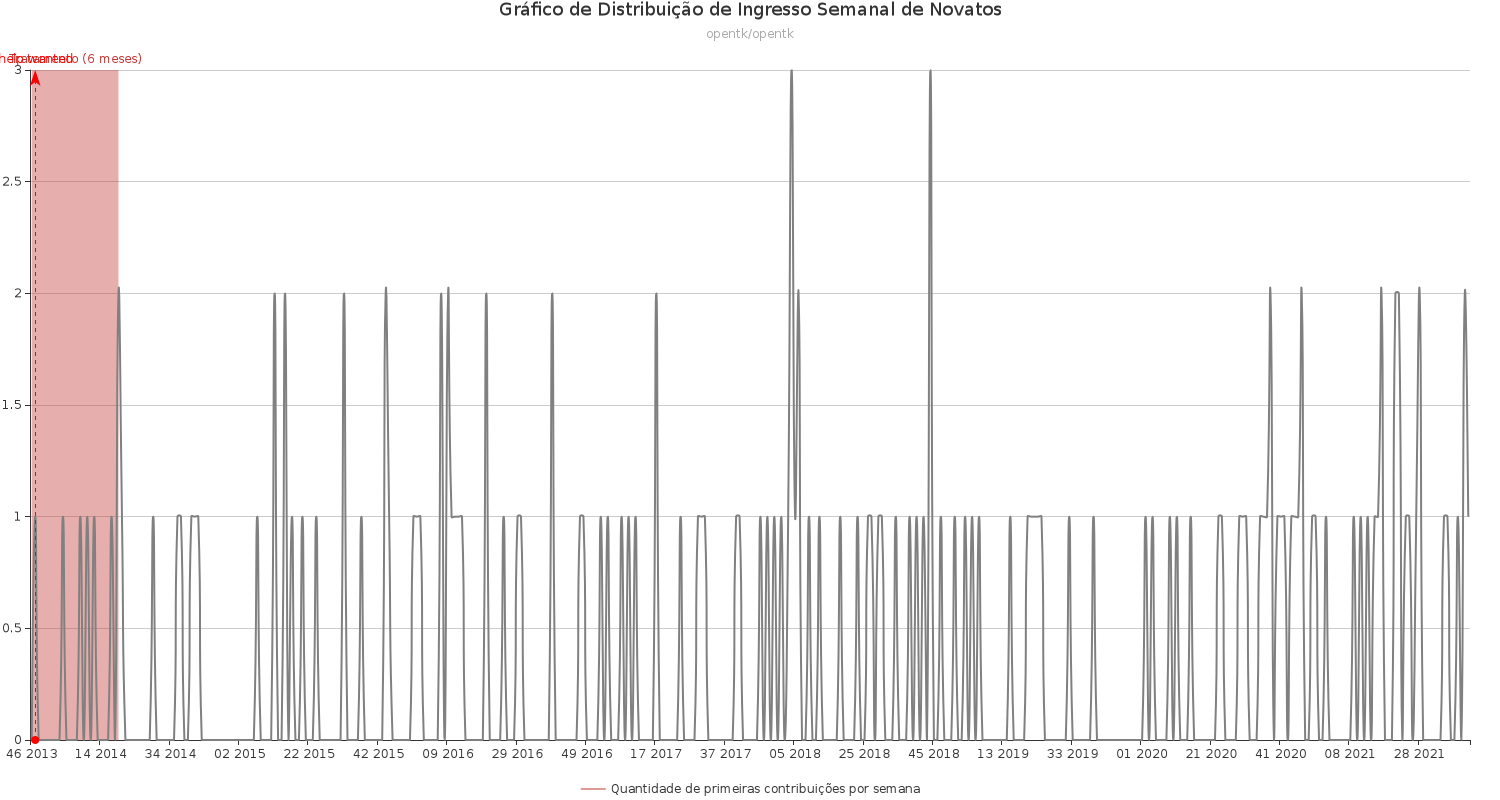 Gráfico de Distribuição de Ingresso Semanal de Novatos
opentk/opentk
help wanted
Tratamento (6 meses)
3
2.5
2
1.5
1
0.5
0
46 2013 14 2014 34 2014 02 2015 22 2015 42 2015 09 2016 29 2016 49 2016 17 2017 37 2017 05 2018 25 2018 45 2018 13 2019 33 2019 01 2020 21 2020 41 2020 08 2021 28 2021
Quantidade de primeiras contribuições por semana